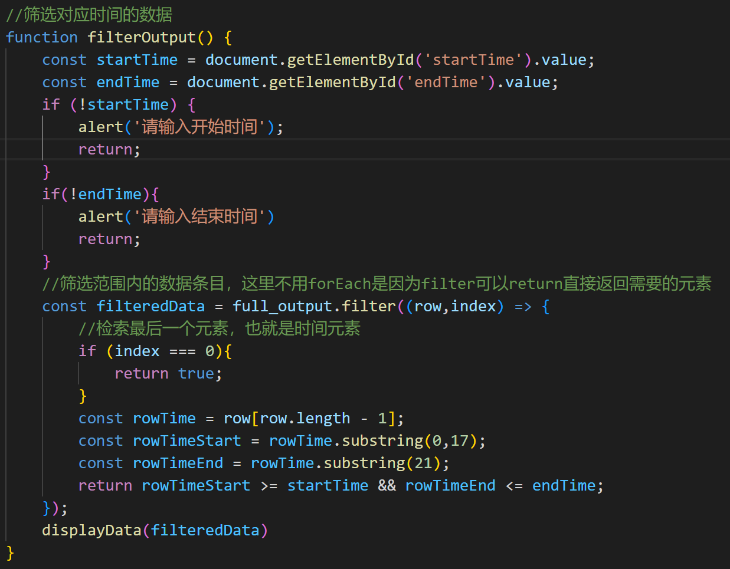 //筛选对应时间的数据
function filterOutput() {
    const startTime = document.getElementById('startTime').value;
    const endTime = document.getElementById('endTime').value;
    if (!startTime) {
        alert('请输入开始时间');
        return;
    }
    if(!endTime){
        alert('请输入结束时间')
        return;
    }
    //筛选范围内的数据条目，这里不用forEach是因为filter可以return直接返回需要的元素
    const filteredData = full_output.filter((row,index) => {
        //检索最后一个元素，也就是时间元素
        if (index === 0){
            return true;
        }
        const rowTime = row[row.length - 1];
        const rowTimeStart = rowTime.substring(0,17);
        const rowTimeEnd = rowTime.substring(21);
        return rowTimeStart >= startTime && rowTimeEnd <= endTime;
    });
    displayData(filteredData)
}